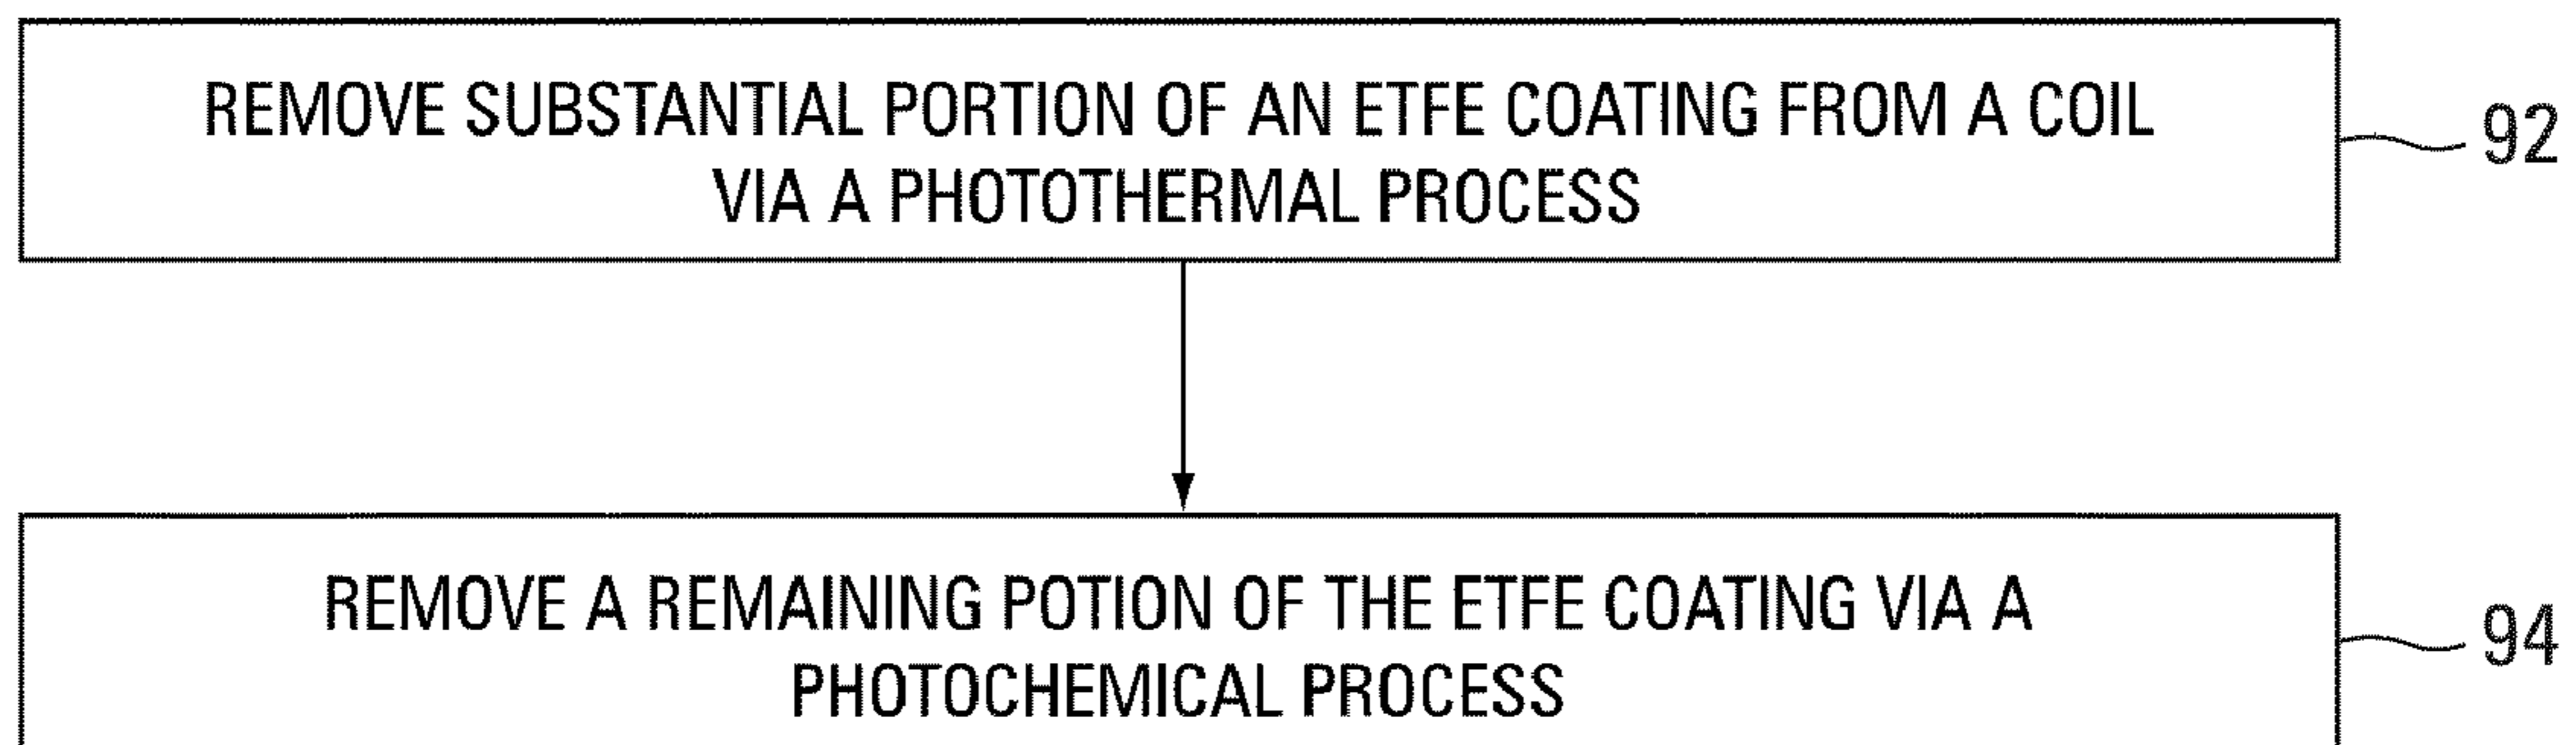 REMOVE SUBSTANTIAL PORTION OF AN ETFE COATING FROM A COIL
VIA A PHOTOTHERMAL PROCESS
92
REMOVE A REMAINING POTION OF THE ETFE COATING VIA A
PHOTOCHEMICAL PROCESS
94